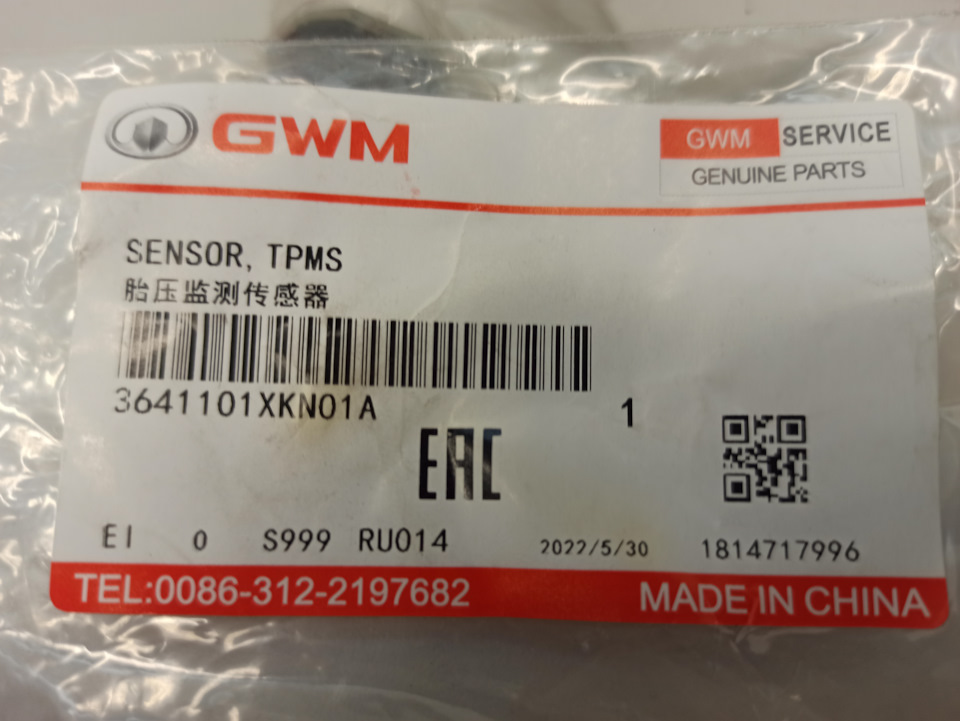 GWM
GWM SERVICE
GENUINE PARTS
SENSOR, TPMS
胎压监测传感器
3641101XKN01A 1
EAC
EI 0 S999 RU014 2022/5/30 1814717996
TEL:0086-312-2197682 MADE IN CHINA